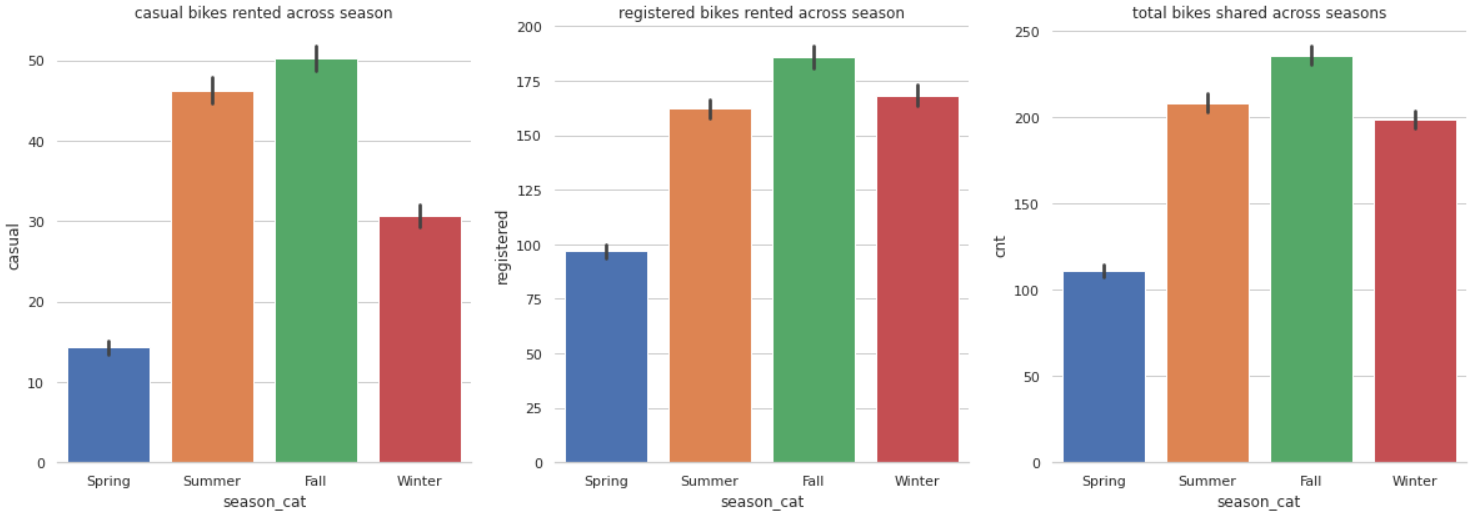 casual bikes rented across season
casual
50
40
30
20
10
0
Spring Summer Fall Winter
season_cat
registered bikes rented across season
registered
200
175
150
125
100
75
50
25
0
Spring Summer Fall Winter
season_cat
total bikes shared across seasons
cnt
250
200
150
100
50
0
Spring Summer Fall Winter
season_cat